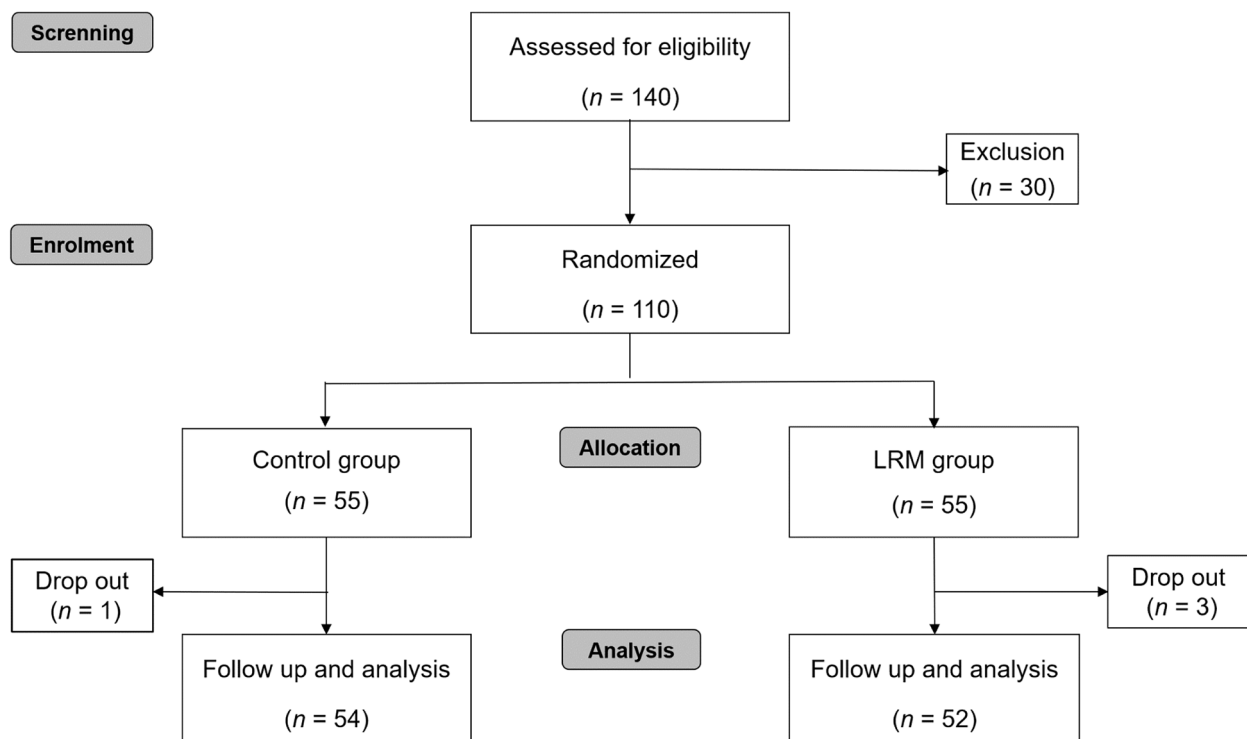 Screnning
Assessed for eligibility
(n = 140)
Exclusion
(n = 30)
Enrolment
Randomized
(n = 110)
Control group
(n = 55)
Allocation
LRM group
(n = 55)
Drop out
(n = 1)
Drop out
(n = 3)
Follow up and analysis
(n = 54)
Analysis
Follow up and analysis
(n = 52)